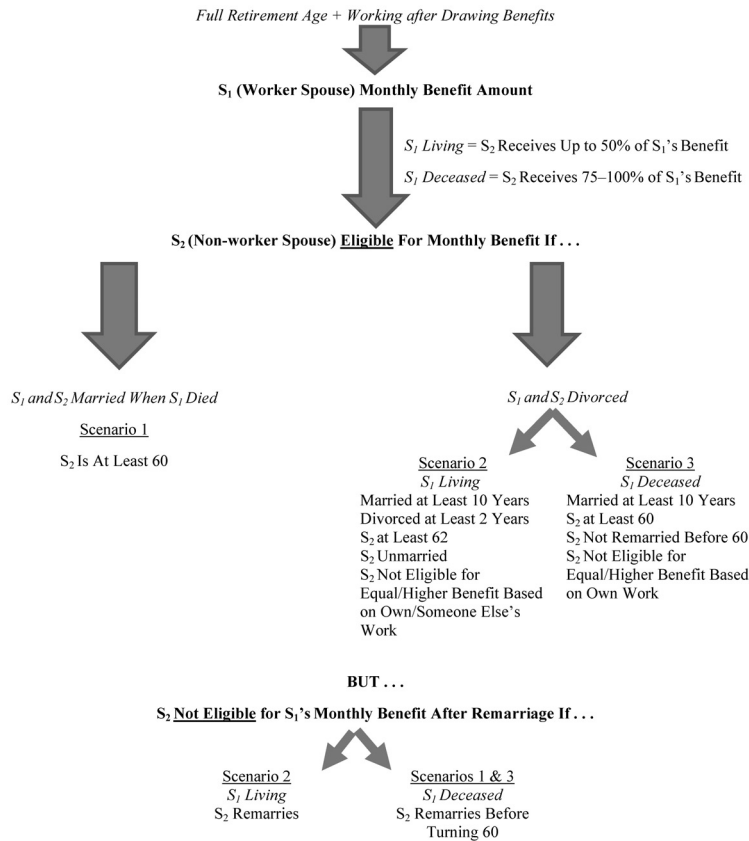 Full Retirement Age + Working after Drawing Benefits
S₁ (Worker Spouse) Monthly Benefit Amount
S₁ Living = S₂ Receives Up to 50% of S₁'s Benefit
S₁ Deceased = S₂ Receives 75–100% of S₁'s Benefit
S₂ (Non-worker Spouse) Eligible For Monthly Benefit If . . .
S₁ and S₂ Married When S₁ Died
Scenario 1
S₂ Is At Least 60
S₁ and S₂ Divorced
Scenario 2
S₁ Living
Married at Least 10 Years
Divorced at Least 2 Years
S₂ at Least 62
S₂ Unmarried
S₂ Not Eligible for
Equal/Higher Benefit Based
on Own/Someone Else's
Work
Scenario 3
S₁ Deceased
Married at Least 10 Years
S₂ at Least 60
S₂ Not Remarried Before 60
S₂ Not Eligible for
Equal/Higher Benefit Based
on Own Work
BUT . . .
S₂ Not Eligible for S₁'s Monthly Benefit After Remarriage If . . .
Scenario 2
S₁ Living
S₂ Remarries
Scenarios 1 & 3
S₁ Deceased
S₂ Remarries Before
Turning 60